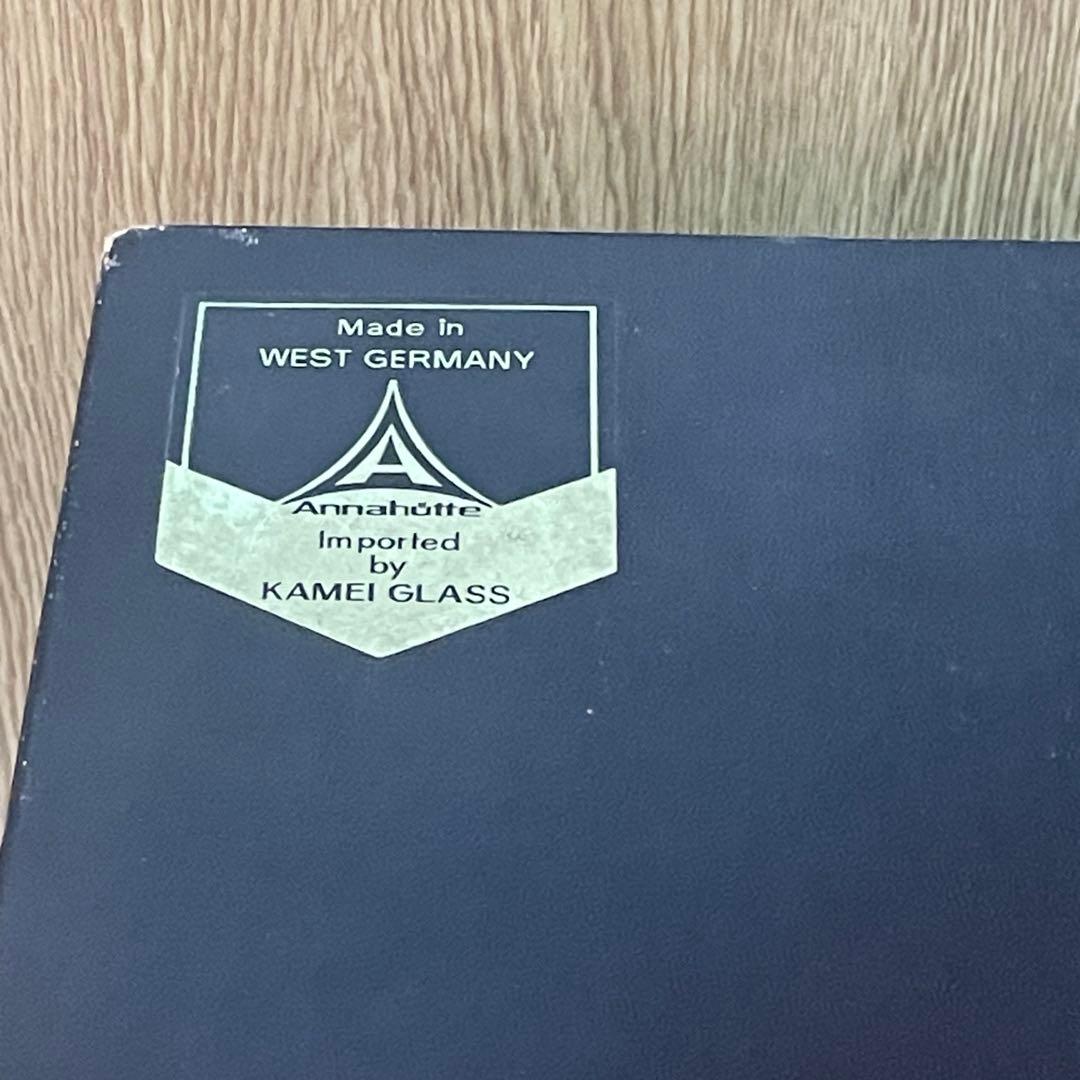 Made in
WEST GERMANY
A
Annahütte
Imported
by
KAMEI GLASS